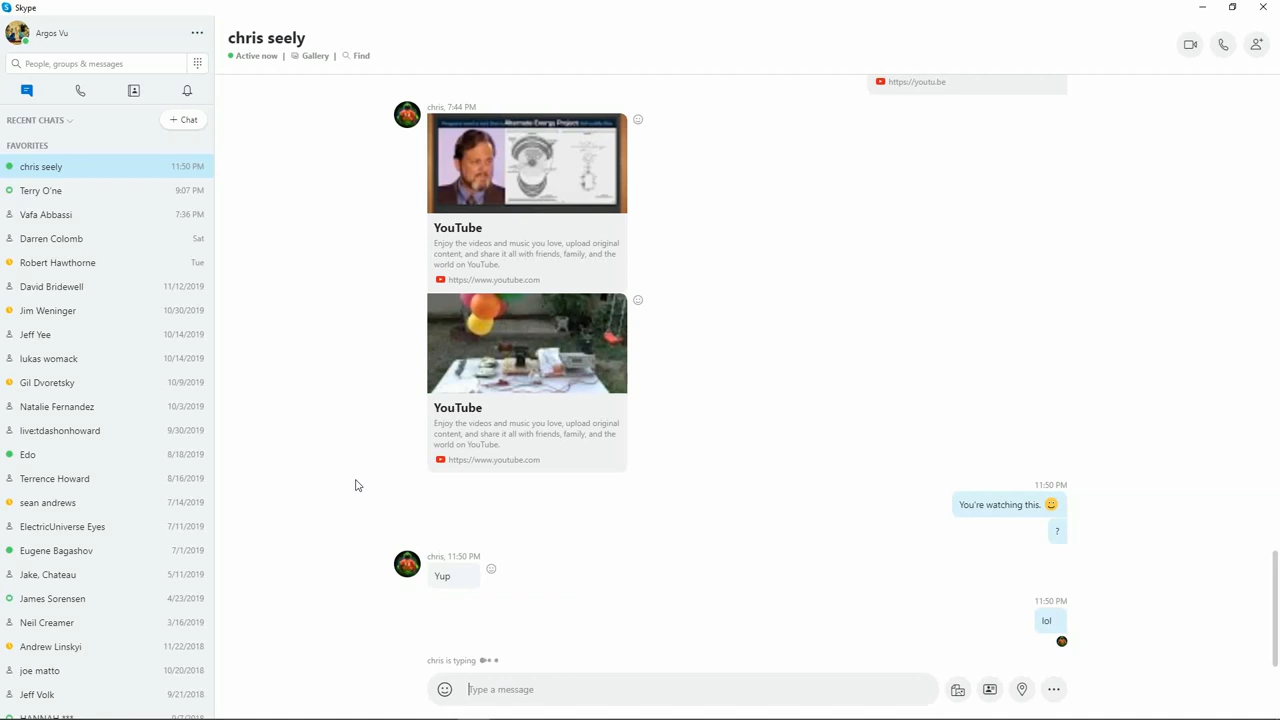 Skype
Argos Vu
People, groups & messages
RECENT CHATS
Chat
FAVORITES
chris seely 11:50 PM
Terry O'ne 9:07 PM
Vafa Abbassi 7:36 PM
Darren Colomb Sat
Robert Hawthorne Tue
David Bridewell 11/12/2019
Jim Weninger 10/30/2019
Jeff Yee 10/14/2019
lukas womack 10/14/2019
Gil Dvoretsky 10/9/2019
Natalie Fernandez 10/3/2019
live:tdashonhoward 9/30/2019
Edo 8/18/2019
Terrence Howard 8/16/2019
sean andrews 7/14/2019
ElectricUniverse Eyes 7/11/2019
Eugene Bagashov 7/1/2019
Jake, Chateau 5/11/2019
James Sorensen 4/23/2019
Neil Creamer 3/16/2019
Andrew Linskyi 11/22/2018
joe matto 10/20/2018
Jeff Volk 9/21/2018
HANNAH *** 9/7/2018
chris seely
Active now | Gallery | Find
https://youtu.be
chris, 7:44 PM
Alternate Energy Project
YouTube
Enjoy the videos and music you love, upload original
content, and share it all with friends, family, and the
world on YouTube.
https://www.youtube.com
YouTube
Enjoy the videos and music you love, upload original
content, and share it all with friends, family, and the
world on YouTube.
https://www.youtube.com
11:50 PM
You're watching this.
?
chris, 11:50 PM
Yup
11:50 PM
lol
chris is typing
Type a message